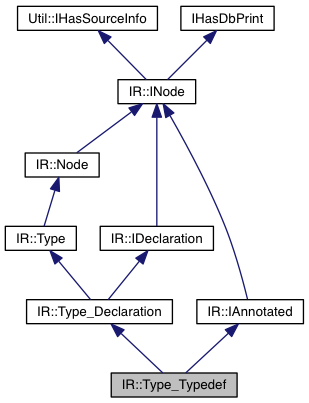 Util::IHasSourceInfo
IHasDbPrint
IR::INode
IR::Node
IR::Type
IR::IDeclaration
IR::Type_Declaration
IR::IAnnotated
IR::Type_Typedef